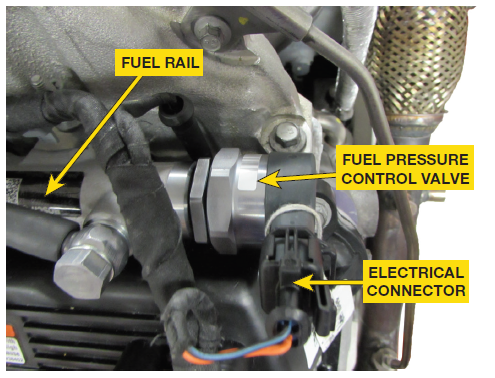 FUEL RAIL
FUEL PRESSURE
CONTROL VALVE
ELECTRICAL
CONNECTOR